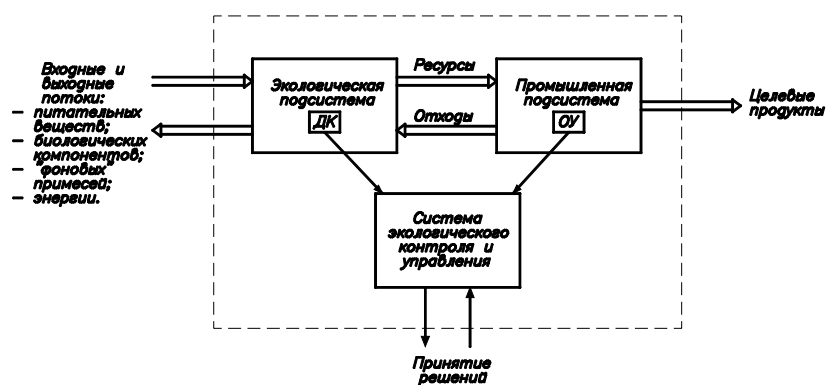 Входные и
выходные
потоки:
– питательных
веществ;
– биологических
компонентов;
– "фоновых"
примесей;
– энергии.
Экологическая
подсистема
ДК
Ресурсы
Отходы
Промышленная
подсистема
ОУ
Целевые
продукты
Система
экологического
контроля и
управления
Принятие
решений